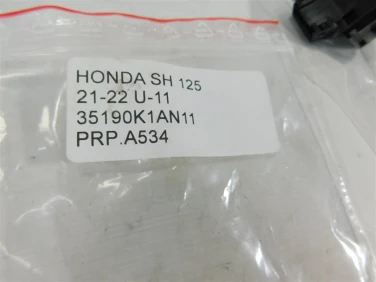 HONDA SH 125
21-22 U-11
35190K1AN11
PRP.A534